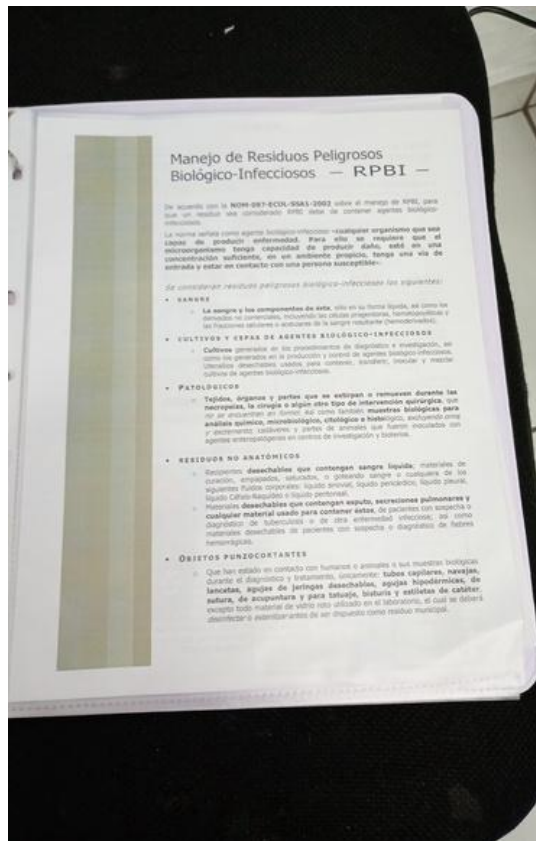 Manejo de Residuos Peligrosos
Biológico-Infecciosos — RPBI —
De acuerdo con la NOM-087-ECOL-SSA1-2002 sobre el manejo de RPBI, para
que un residuo sea considerado RPBI debe de contener agentes biológico-
infecciosos.
La norma señala como agente biológico-infeccioso «cualquier organismo que sea
capaz de producir enfermedad. Para ello se requiere que el
microorganismo tenga capacidad de producir daño, esté en una
concentración suficiente, en un ambiente propicio, tenga una vía de
entrada y estar en contacto con una persona susceptible».
Se consideran residuos peligrosos biológico-infecciosos los siguientes:
• SANGRE
o La sangre y los componentes de ésta, sólo en su forma líquida, así como los
derivados no comerciales, incluyendo las células progenitoras, hematopoyéticas y
las fracciones celulares o acelulares de la sangre resultante (hemoderivados).
• CULTIVOS Y CEPAS DE AGENTES BIOLÓGICO-INFECCIOSOS
o Cultivos generados en los procedimientos de diagnóstico e investigación, así
como los generados en la producción y control de agentes biológico-infecciosos.
Utensilios desechables usados para contener, transferir, inocular y mezclar
cultivos de agentes biológico-infecciosos.
• PATOLÓGICOS
o Tejidos, órganos y partes que se extirpan o remueven durante las
necropsias, la cirugía o algún otro tipo de intervención quirúrgica, que
no se encuentren en formol. Así como también muestras biológicas para
análisis químico, microbiológico, citológico e histológico, excluyendo orina
y excremento; cadáveres y partes de animales que fueron inoculados con
agentes enteropatógenos en centros de investigación y bioterios.
• RESIDUOS NO ANATÓMICOS
o Recipientes desechables que contengan sangre líquida; materiales de
curación, empapados, saturados, o goteando sangre o cualquiera de los
siguientes fluidos corporales: líquido sinovial, líquido pericárdico, líquido pleural,
líquido Céfalo-Raquídeo o líquido peritoneal.
o Materiales desechables que contengan esputo, secreciones pulmonares y
cualquier material usado para contener éstos, de pacientes con sospecha o
diagnóstico de tuberculosis o de otra enfermedad infecciosa; así como
materiales desechables de pacientes con sospecha o diagnóstico de fiebres
hemorrágicas.
• OBJETOS PUNZOCORTANTES
o Que han estado en contacto con humanos o animales o sus muestras biológicas
durante el diagnóstico y tratamiento, únicamente: tubos capilares, navajas,
lancetas, agujas de jeringas desechables, agujas hipodérmicas, de
sutura, de acupuntura y para tatuaje, bisturís y estiletes de catéter,
excepto todo material de vidrio roto utilizado en el laboratorio, el cual se deberá
desinfectar o esterilizar antes de ser dispuesto como residuo municipal.